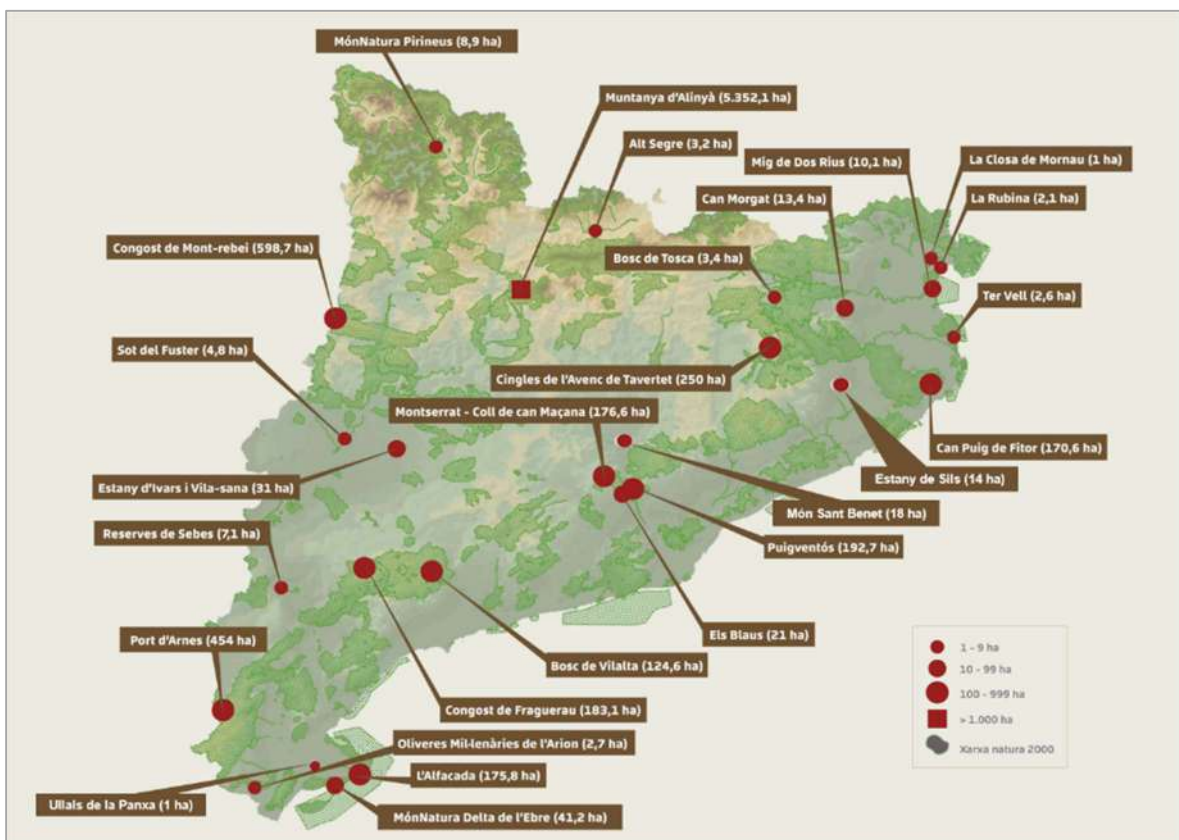 MónNatura Pirineus (8,9 ha)
Muntanya d'Alinyà (5.352,1 ha)
Alt Segre (3,2 ha)
Mig de Dos Rius (10,1 ha)
La Closa de Mornau (1 ha)
Can Morgat (13,4 ha)
La Rubina (2,1 ha)
Congost de Mont-rebei (598,7 ha)
Bosc de Tosca (3,4 ha)
Ter Vell (2,6 ha)
Sot del Fuster (4,8 ha)
Cingles de l'Avenc de Tavertet (250 ha)
Montserrat - Coll de can Maçana (176,6 ha)
Can Puig de Fitor (170,6 ha)
Estany de Sils (14 ha)
Estany d'Ivars i Vila-sana (31 ha)
Món Sant Benet (18 ha)
Reserves de Sebes (7,1 ha)
Puigventós (192,7 ha)
Els Blaus (21 ha)
Port d'Arnes (454 ha)
Bosc de Vilalta (124,6 ha)
Congost de Fraguerau (183,1 ha)
Oliveres Mil·lenàries de l'Arion (2,7 ha)
L'Alfacada (175,8 ha)
Ullals de la Panxa (1 ha)
MónNatura Delta de l'Ebre (41,2 ha)
1 - 9 ha
10 - 99 ha
100 - 999 ha
> 1.000 ha
Xarxa natura 2000